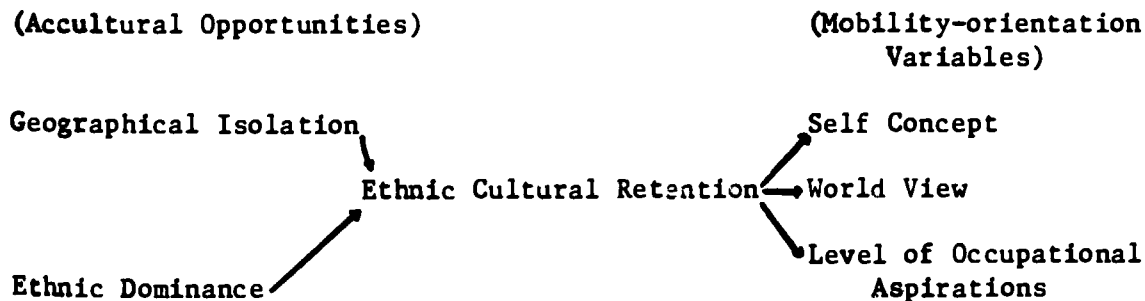 (Accultural Opportunities)
(Mobility-orientation
Variables)
Geographical Isolation
Self Concept
Ethnic Cultural Retention
World View
Level of Occupational
Aspirations
Ethnic Dominance